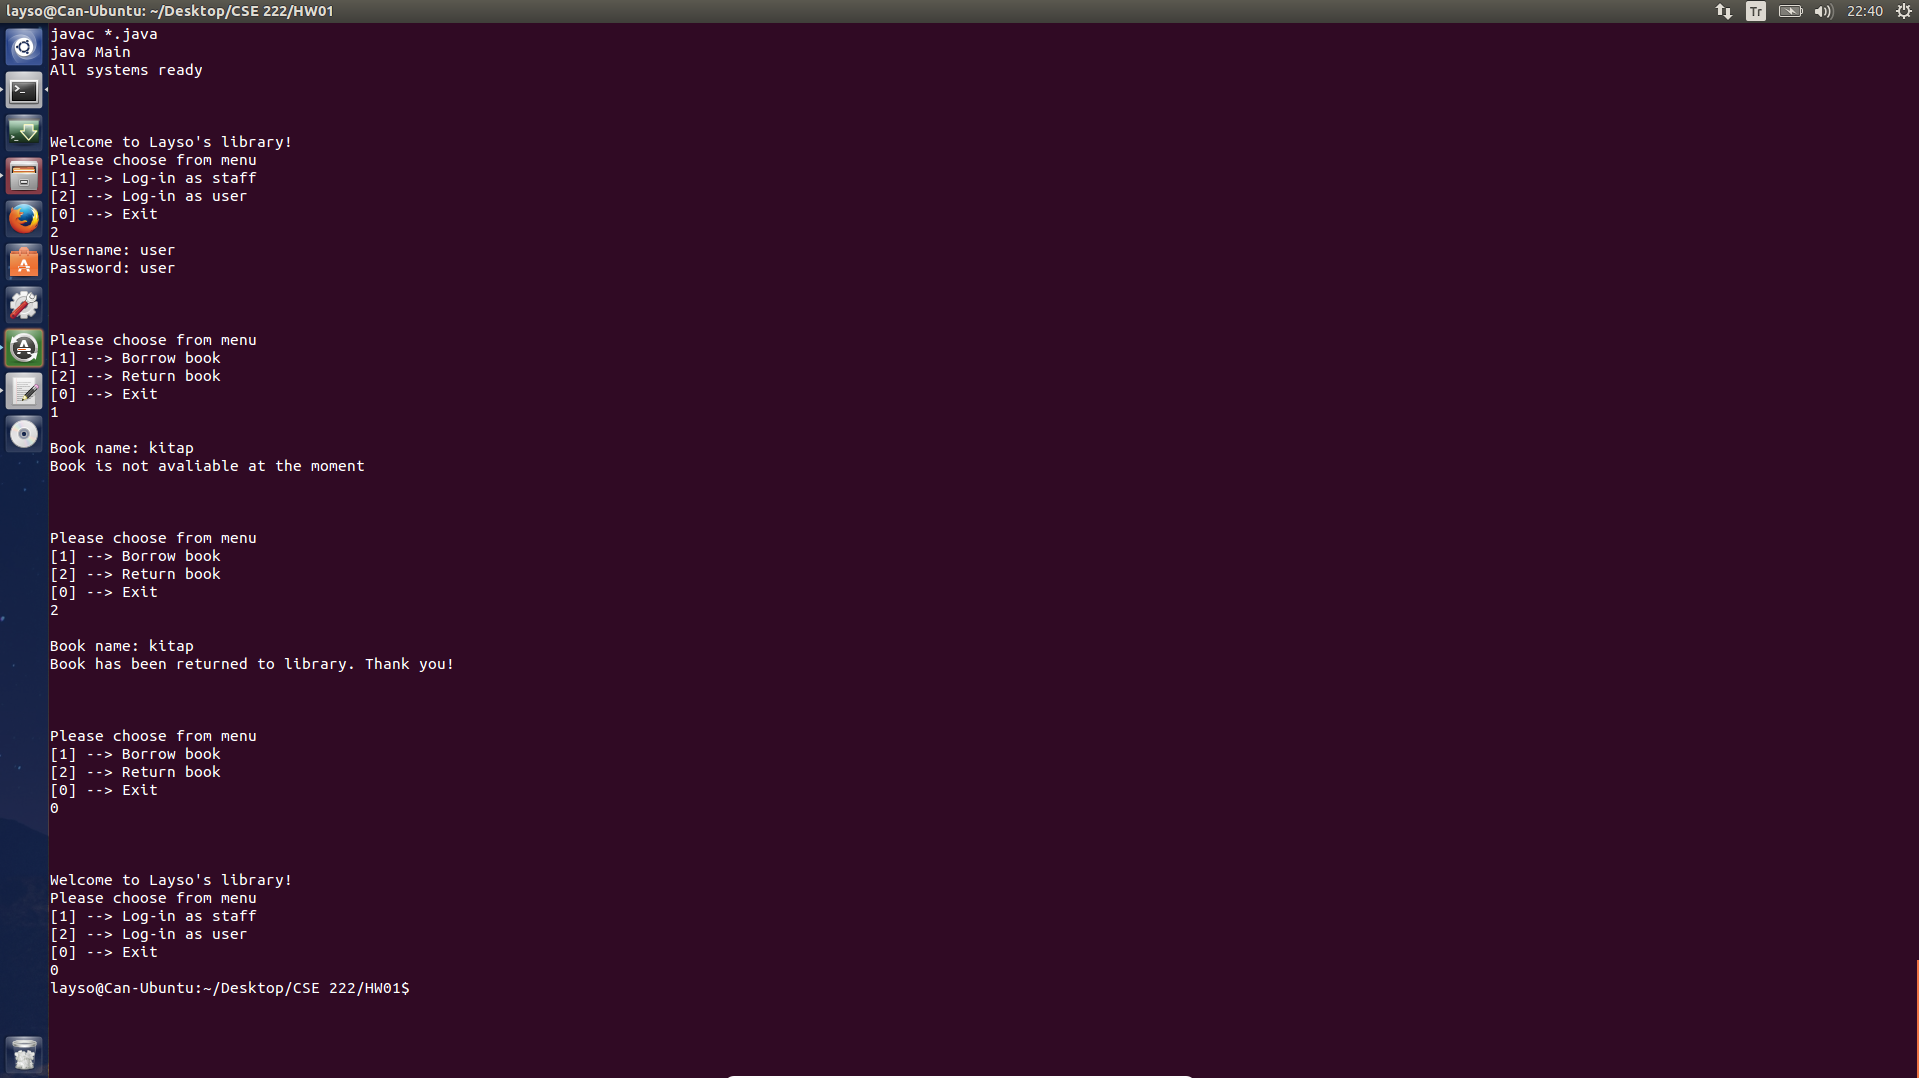 layso@Can-Ubuntu: ~/Desktop/CSE 222/HW01
Tr
22:40
javac *.java
java Main
All systems ready
Welcome to Layso's library!
Please choose from menu
[1] --> Log-in as staff
[2] --> Log-in as user
[0] --> Exit
2
Username: user
Password: user
Please choose from menu
[1] --> Borrow book
[2] --> Return book
[0] --> Exit
1
Book name: kitap
Book is not avaliable at the moment
Please choose from menu
[1] --> Borrow book
[2] --> Return book
[0] --> Exit
2
Book name: kitap
Book has been returned to library. Thank you!
Please choose from menu
[1] --> Borrow book
[2] --> Return book
[0] --> Exit
0
Welcome to Layso's library!
Please choose from menu
[1] --> Log-in as staff
[2] --> Log-in as user
[0] --> Exit
0
layso@Can-Ubuntu:~/Desktop/CSE 222/HW01$